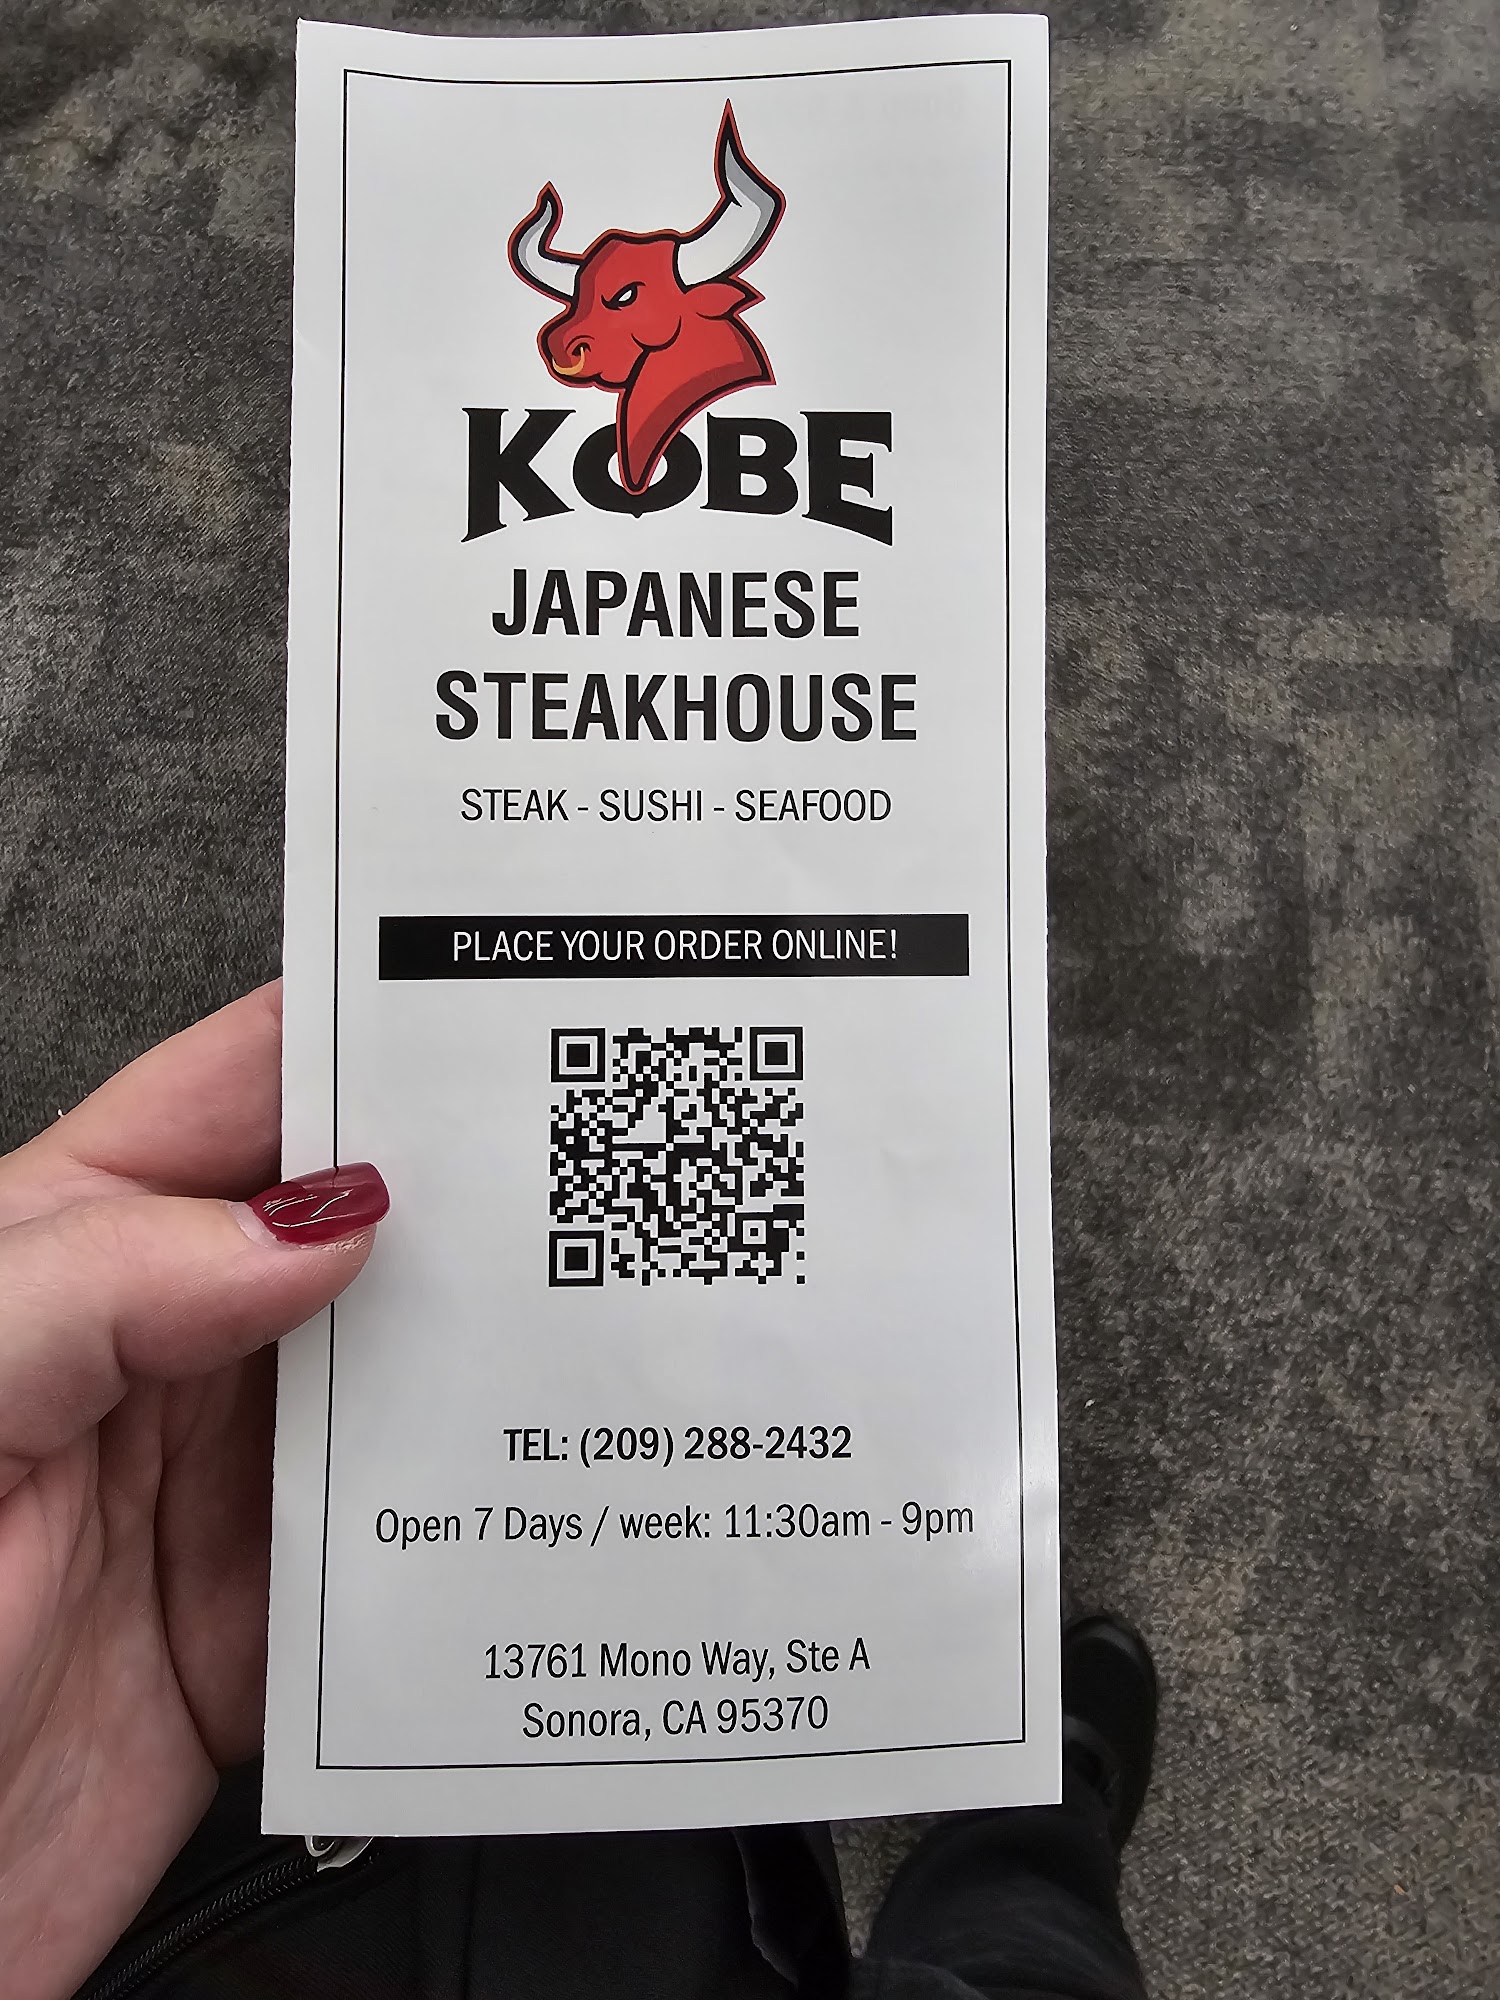 KOBE
JAPANESE
STEAKHOUSE
STEAK - SUSHI - SEAFOOD
PLACE YOUR ORDER ONLINE!
TEL: (209) 288-2432
Open 7 Days / week: 11:30am - 9pm
13761 Mono Way, Ste A
Sonora, CA 95370